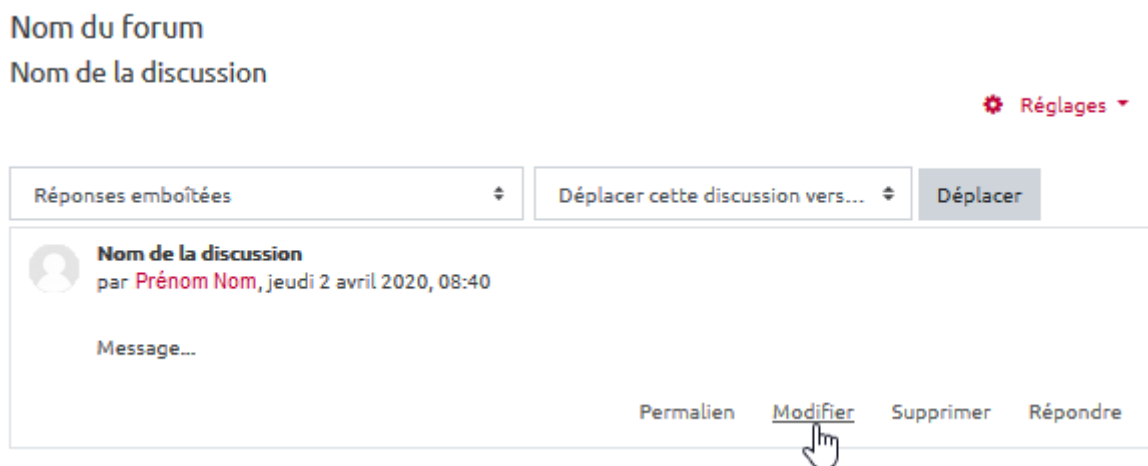 Nom du forum
Nom de la discussion
Réglages
Réponses emboîtées Déplacer cette discussion vers... Déplacer
Nom de la discussion
par Prénom Nom, jeudi 2 avril 2020, 08:40
Message...
Permalien Modifier Supprimer Répondre